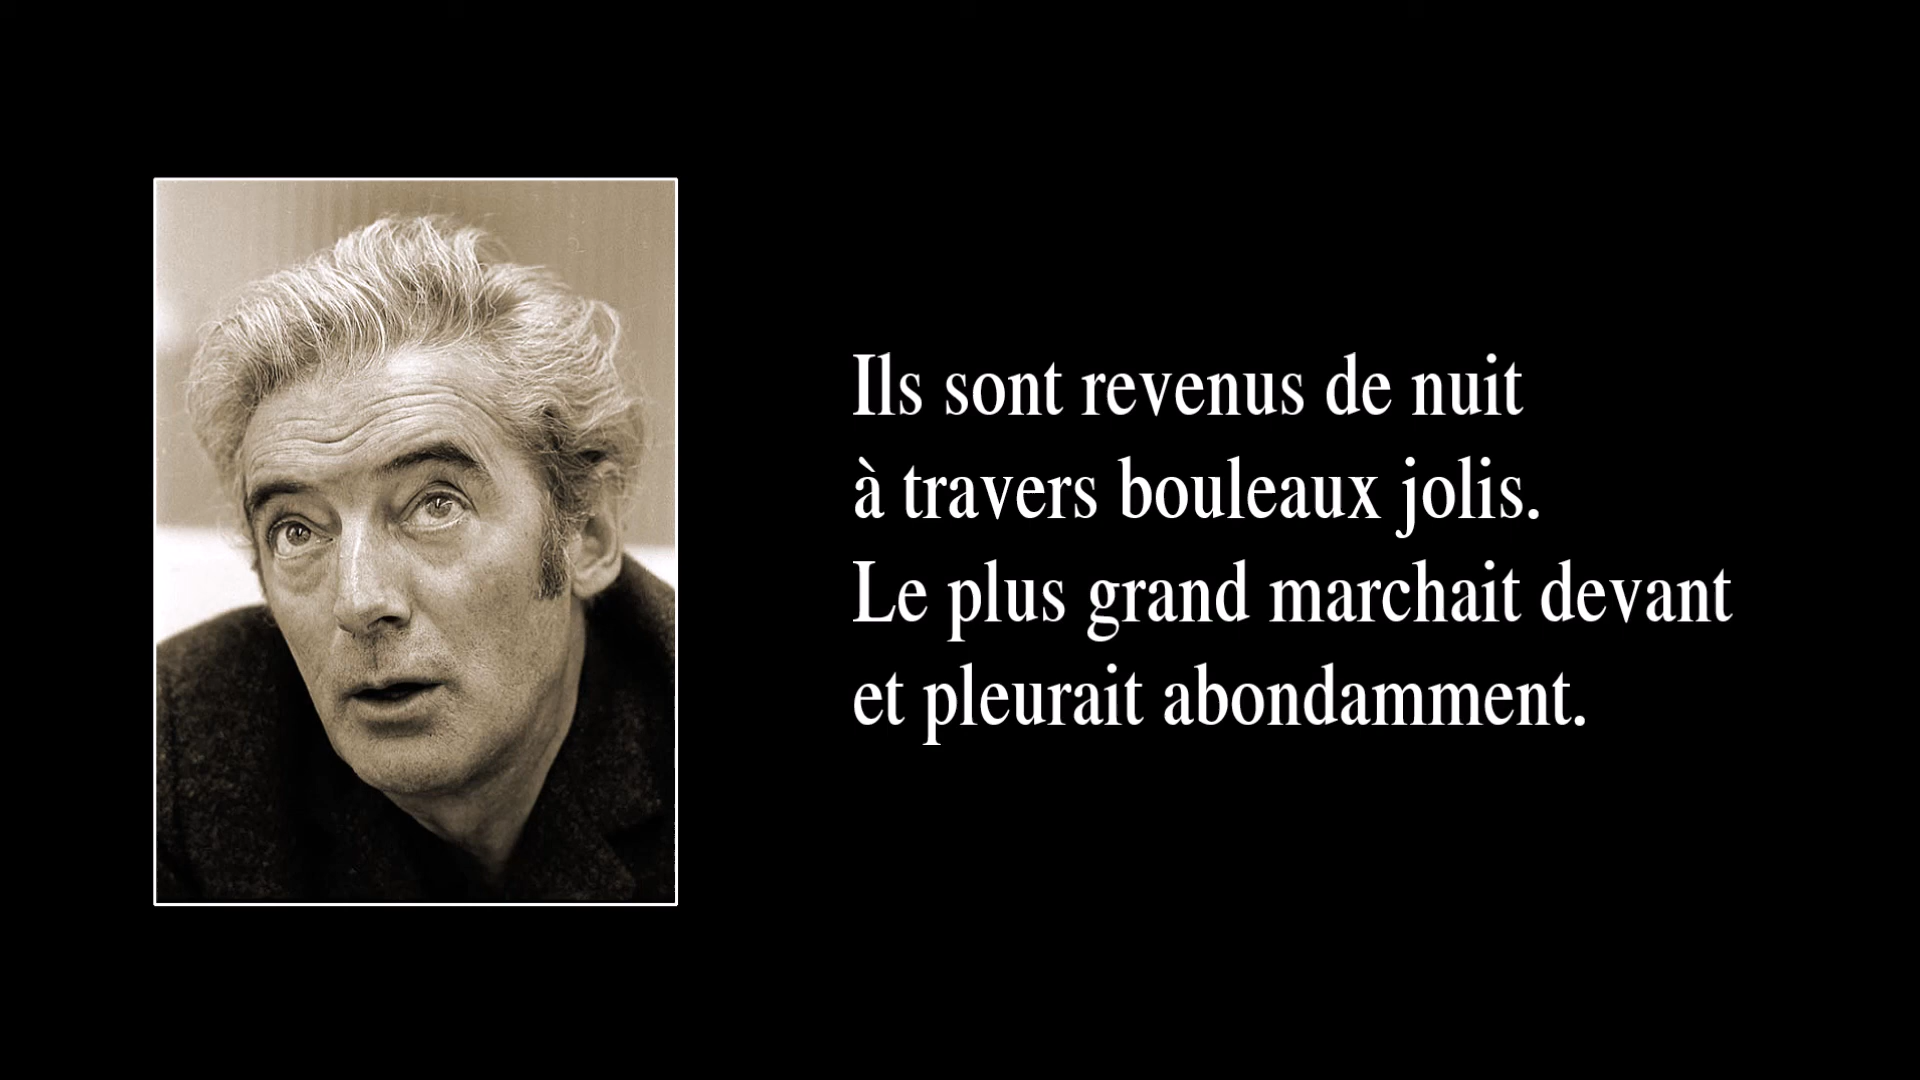 Ils sont revenus de nuit
à travers bouleaux jolis.
Le plus grand marchait devant
et pleurait abondamment.